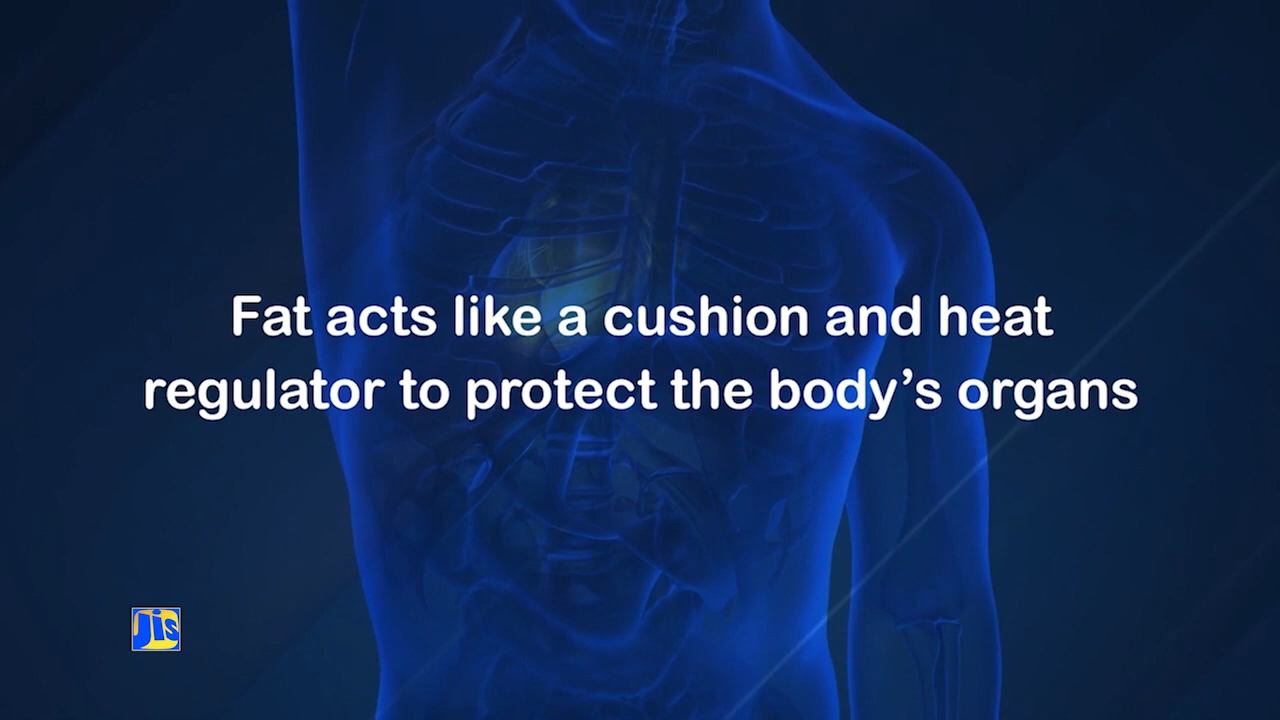 Fat acts like a cushion and heat
regulator to protect the body’s organs
Jis